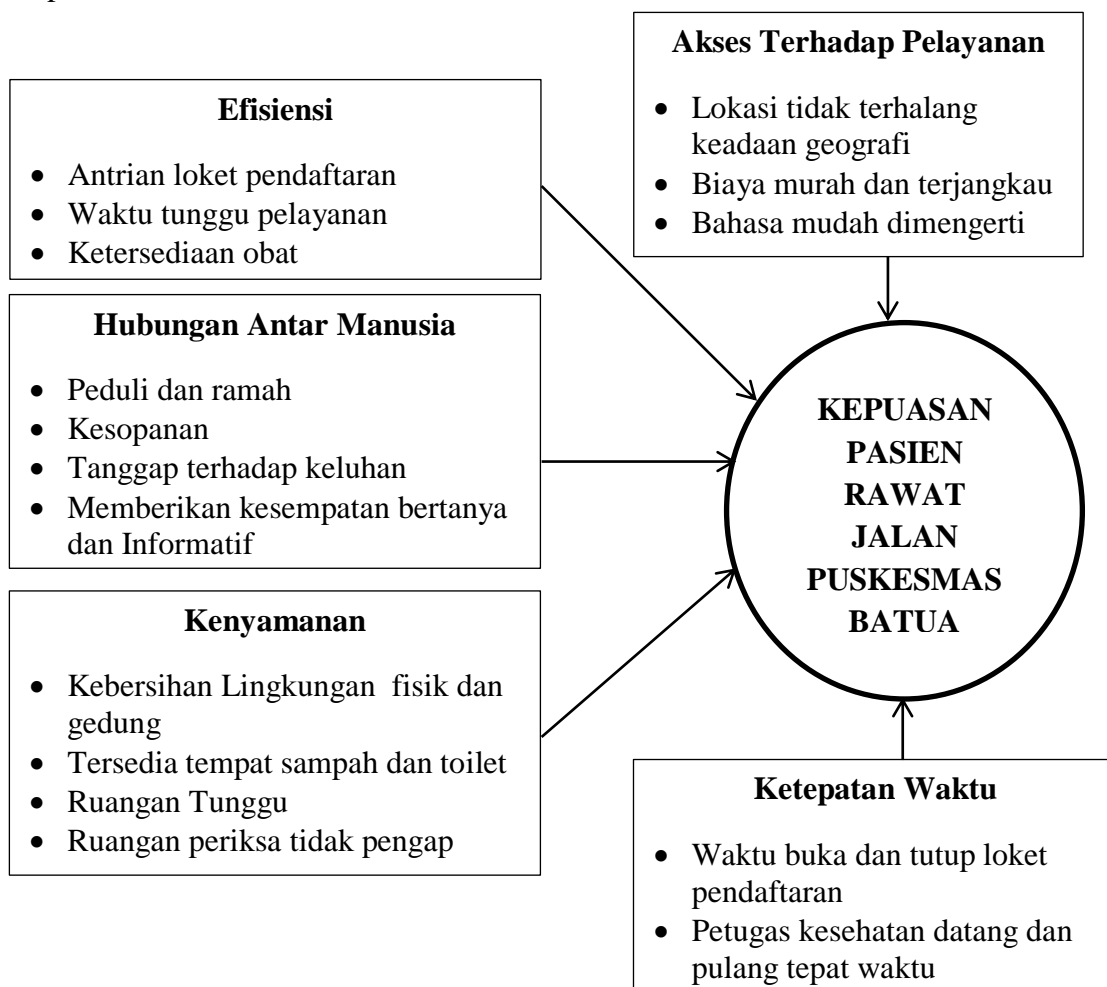 Akses Terhadap Pelayanan
• Lokasi tidak terhalang
keadaan geografi
• Biaya murah dan terjangkau
• Bahasa mudah dimengerti
Efisiensi
• Antrian loket pendaftaran
• Waktu tunggu pelayanan
• Ketersediaan obat
Hubungan Antar Manusia
• Peduli dan ramah
• Kesopanan
• Tanggap terhadap keluhan
• Memberikan kesempatan bertanya
dan Informatif
KEPUASAN
PASIEN
RAWAT
JALAN
PUSKESMAS
BATUA
Kenyamanan
• Kebersihan Lingkungan fisik dan
gedung
• Tersedia tempat sampah dan toilet
• Ruangan Tunggu
• Ruangan periksa tidak pengap
Ketepatan Waktu
• Waktu buka dan tutup loket
pendaftaran
• Petugas kesehatan datang dan
pulang tepat waktu